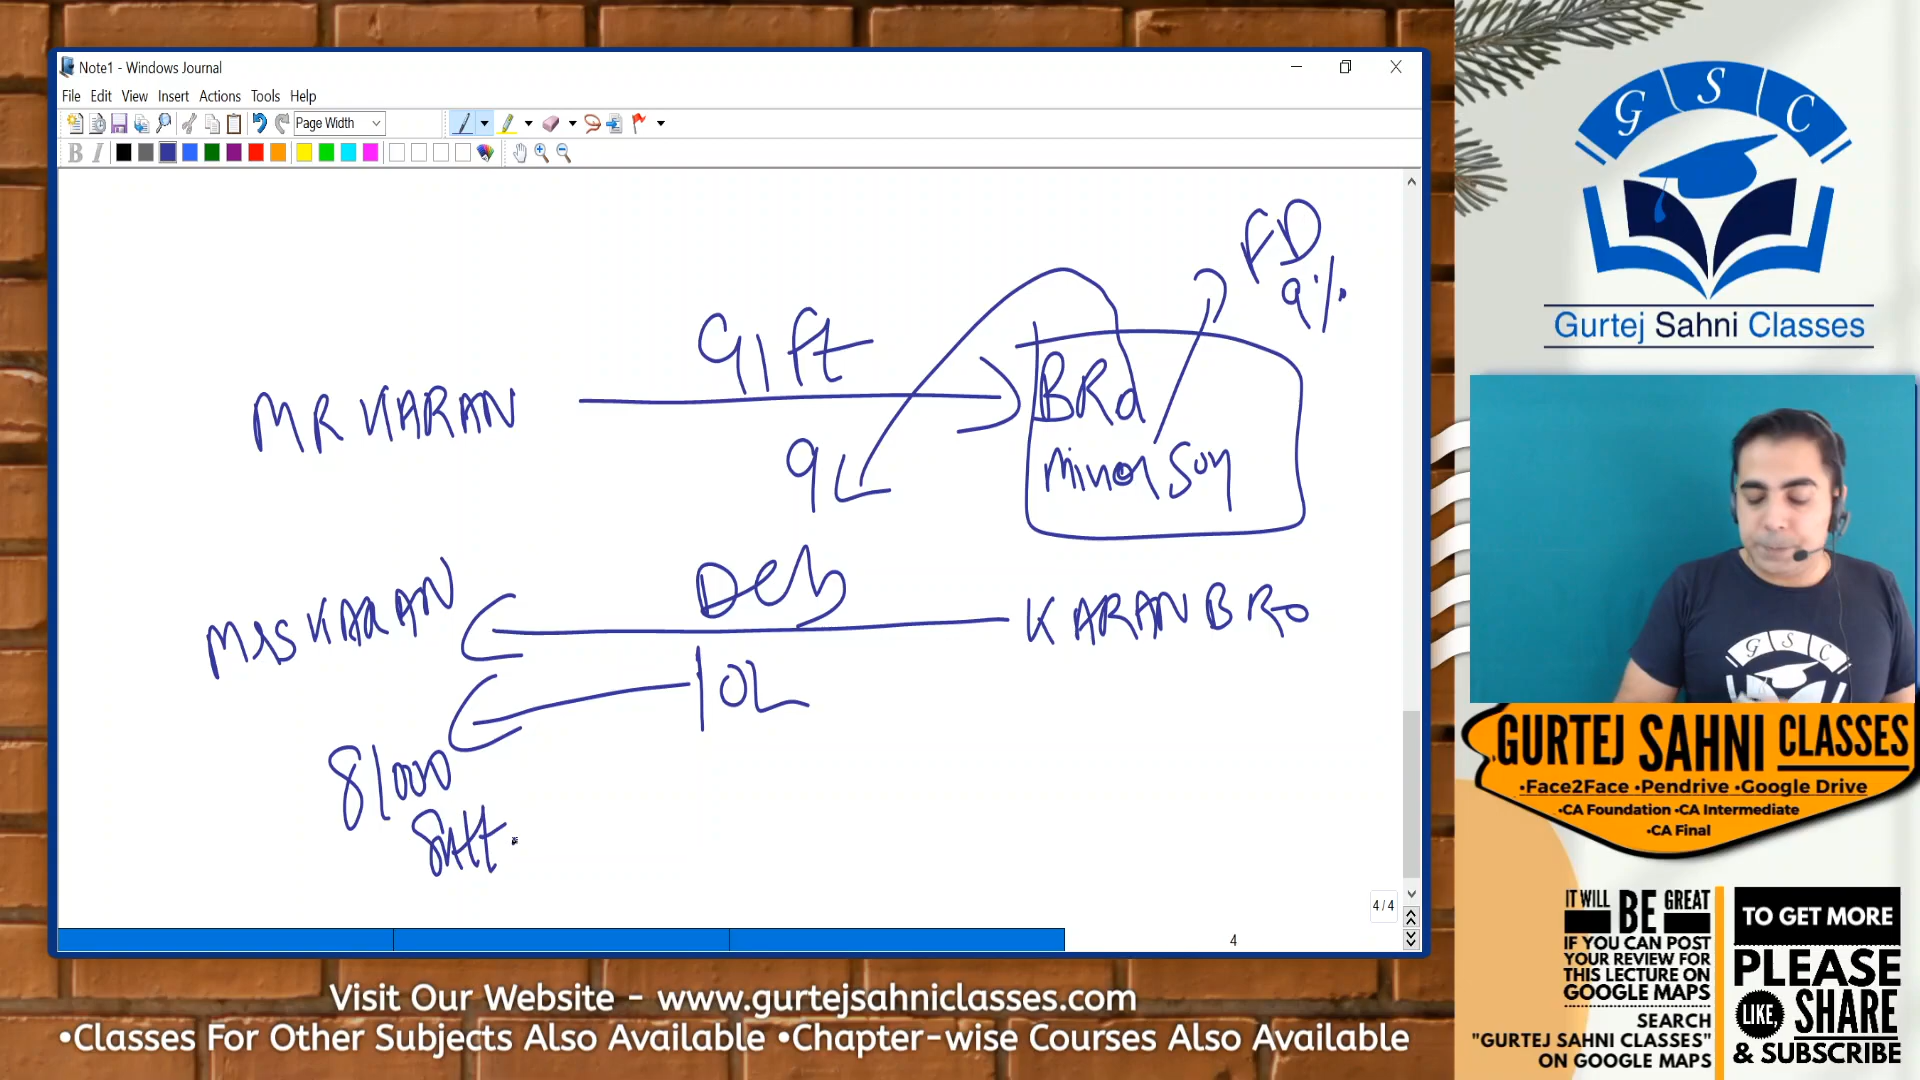 Note1 - Windows Journal
File Edit View Insert Actions Tools Help
Page Width
B I
FD
9%
Gift
MR KARAN
BRO
minor Son
9L
MRS KARAN
KARAN BRO
10L
81000
4 / 4
4
G S C
Gurtej Sahni Classes
G S C
GURTEJ SAHNI CLASSES
•Face2Face •Pendrive •Google Drive
•CA Foundation •CA Intermediate
•CA Final
IT WILL BE GREAT
IF YOU CAN POST
YOUR REVIEW FOR
THIS LECTURE ON
GOOGLE MAPS
SEARCH
"GURTEJ SAHNI CLASSES"
ON GOOGLE MAPS
TO GET MORE
PLEASE
LIKE, SHARE
& SUBSCRIBE
Visit Our Website - www.gurtejsahniclasses.com
•Classes For Other Subjects Also Available •Chapter-wise Courses Also Available